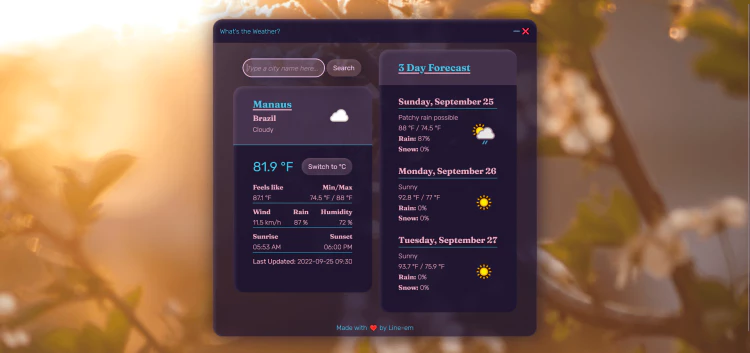 What's the Weather?
Type a city name here...
Search
Manaus
Brazil
Cloudy
81.9 °F
Switch to °C
Feels like Min/Max
87.1 °F 74.5 °F / 88 °F
Wind Rain Humidity
11.5 km/h 87 % 72 %
Sunrise Sunset
05:53 AM 06:00 PM
Last Updated: 2022-09-25 09:30
3 Day Forecast
Sunday, September 25
Patchy rain possible
88 °F / 74.5 °F
Rain: 87%
Snow: 0%
Monday, September 26
Sunny
92.8 °F / 77 °F
Rain: 0%
Snow: 0%
Tuesday, September 27
Sunny
93.7 °F / 75.9 °F
Rain: 0%
Snow: 0%
Made with ❤ by Line-em